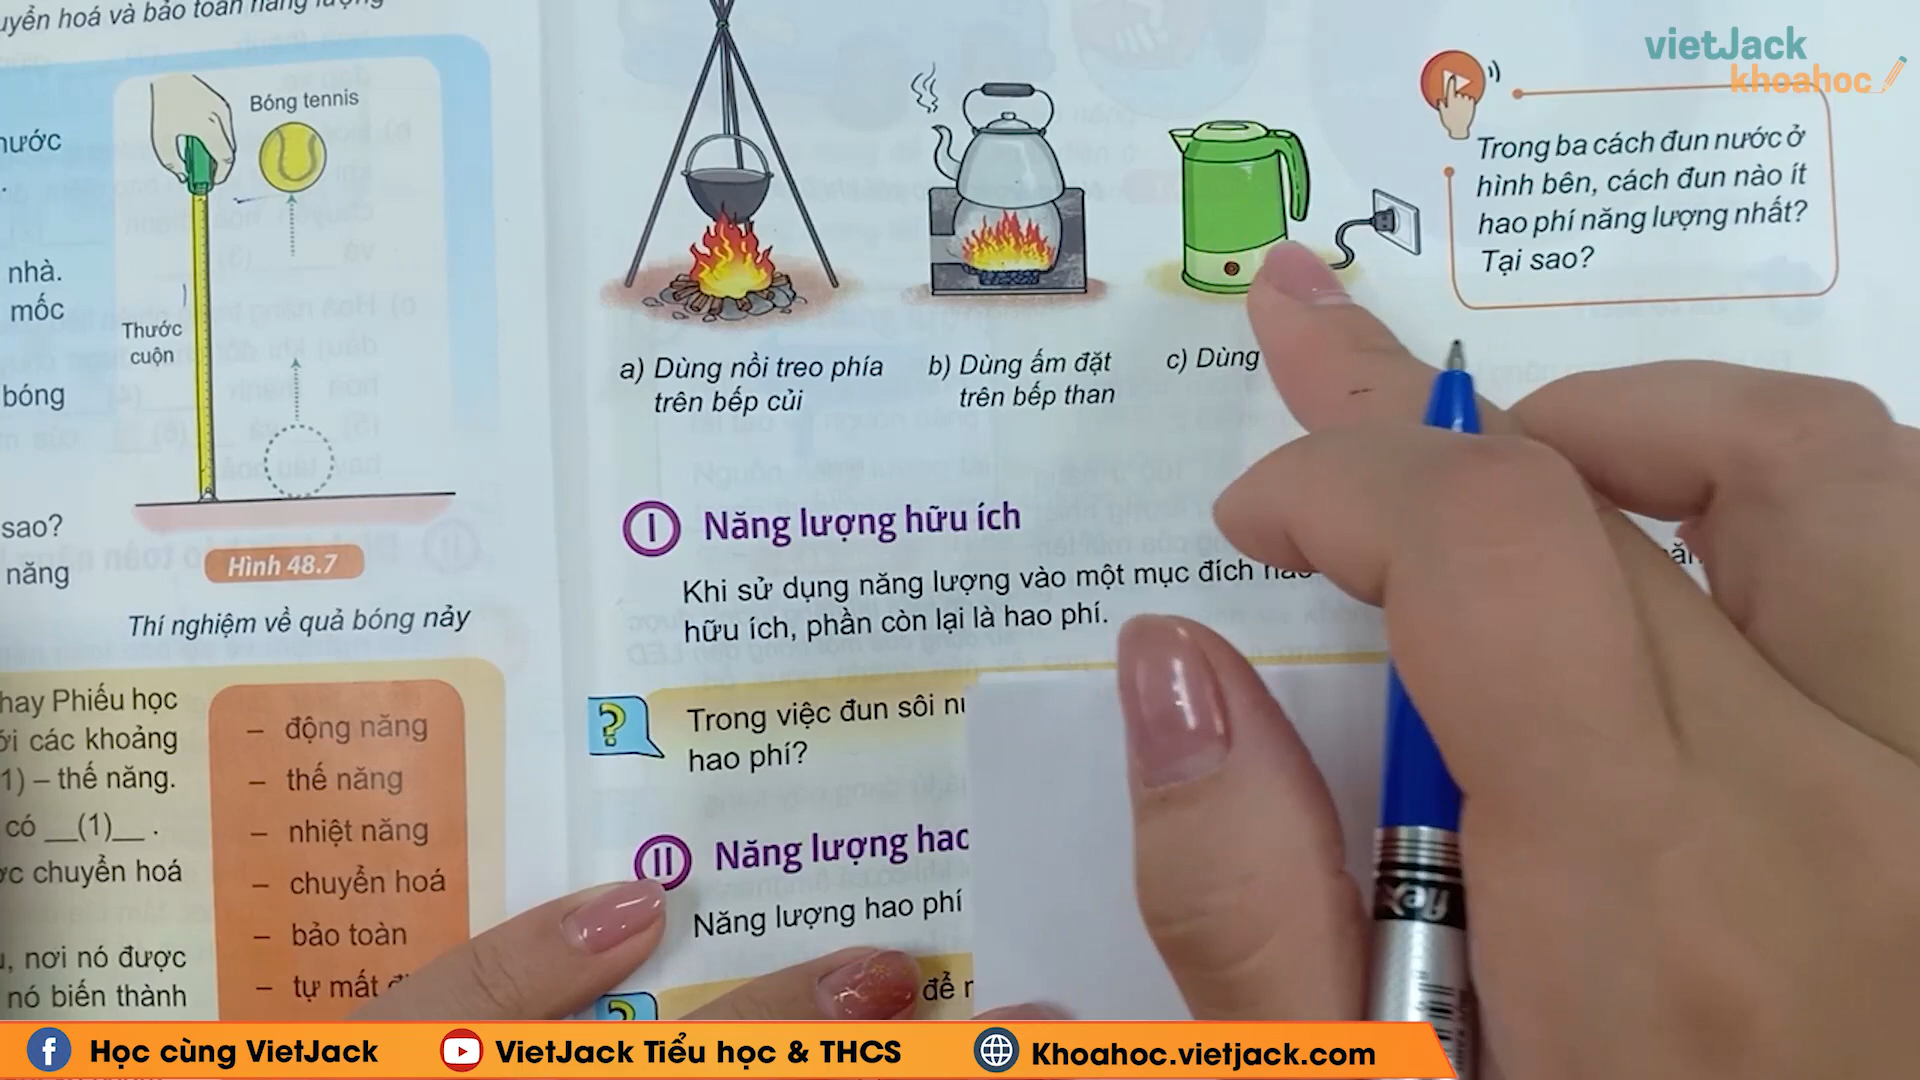 chuyển hoá và bảo toàn năng lượng
vietJack
khoahoc
Bóng tennis
nước
nhà.
mốc
Thước
cuộn
bóng
sao?
năng
Hình 48.7
Thí nghiệm về quả bóng nảy
hay Phiếu học
các khoảng
1) – thế năng.
có __(1)__ .
chuyển hoá
nơi nó được
nó biến thành
– động năng
– thế năng
– nhiệt năng
– chuyển hoá
– bảo toàn
– tự mất
Trong ba cách đun nước ở
hình bên, cách đun nào ít
hao phí năng lượng nhất?
Tại sao?
a) Dùng nồi treo phía
trên bếp củi
b) Dùng ấm đặt
trên bếp than
c) Dùng
I Năng lượng hữu ích
Khi sử dụng năng lượng vào một mục đích
hữu ích, phần còn lại là hao phí.
? Trong việc đun sôi
hao phí?
II Năng lượng
Năng lượng hao phí
?
để
flex
Học cùng VietJack
VietJack Tiểu học & THCS
Khoahoc.vietjack.com